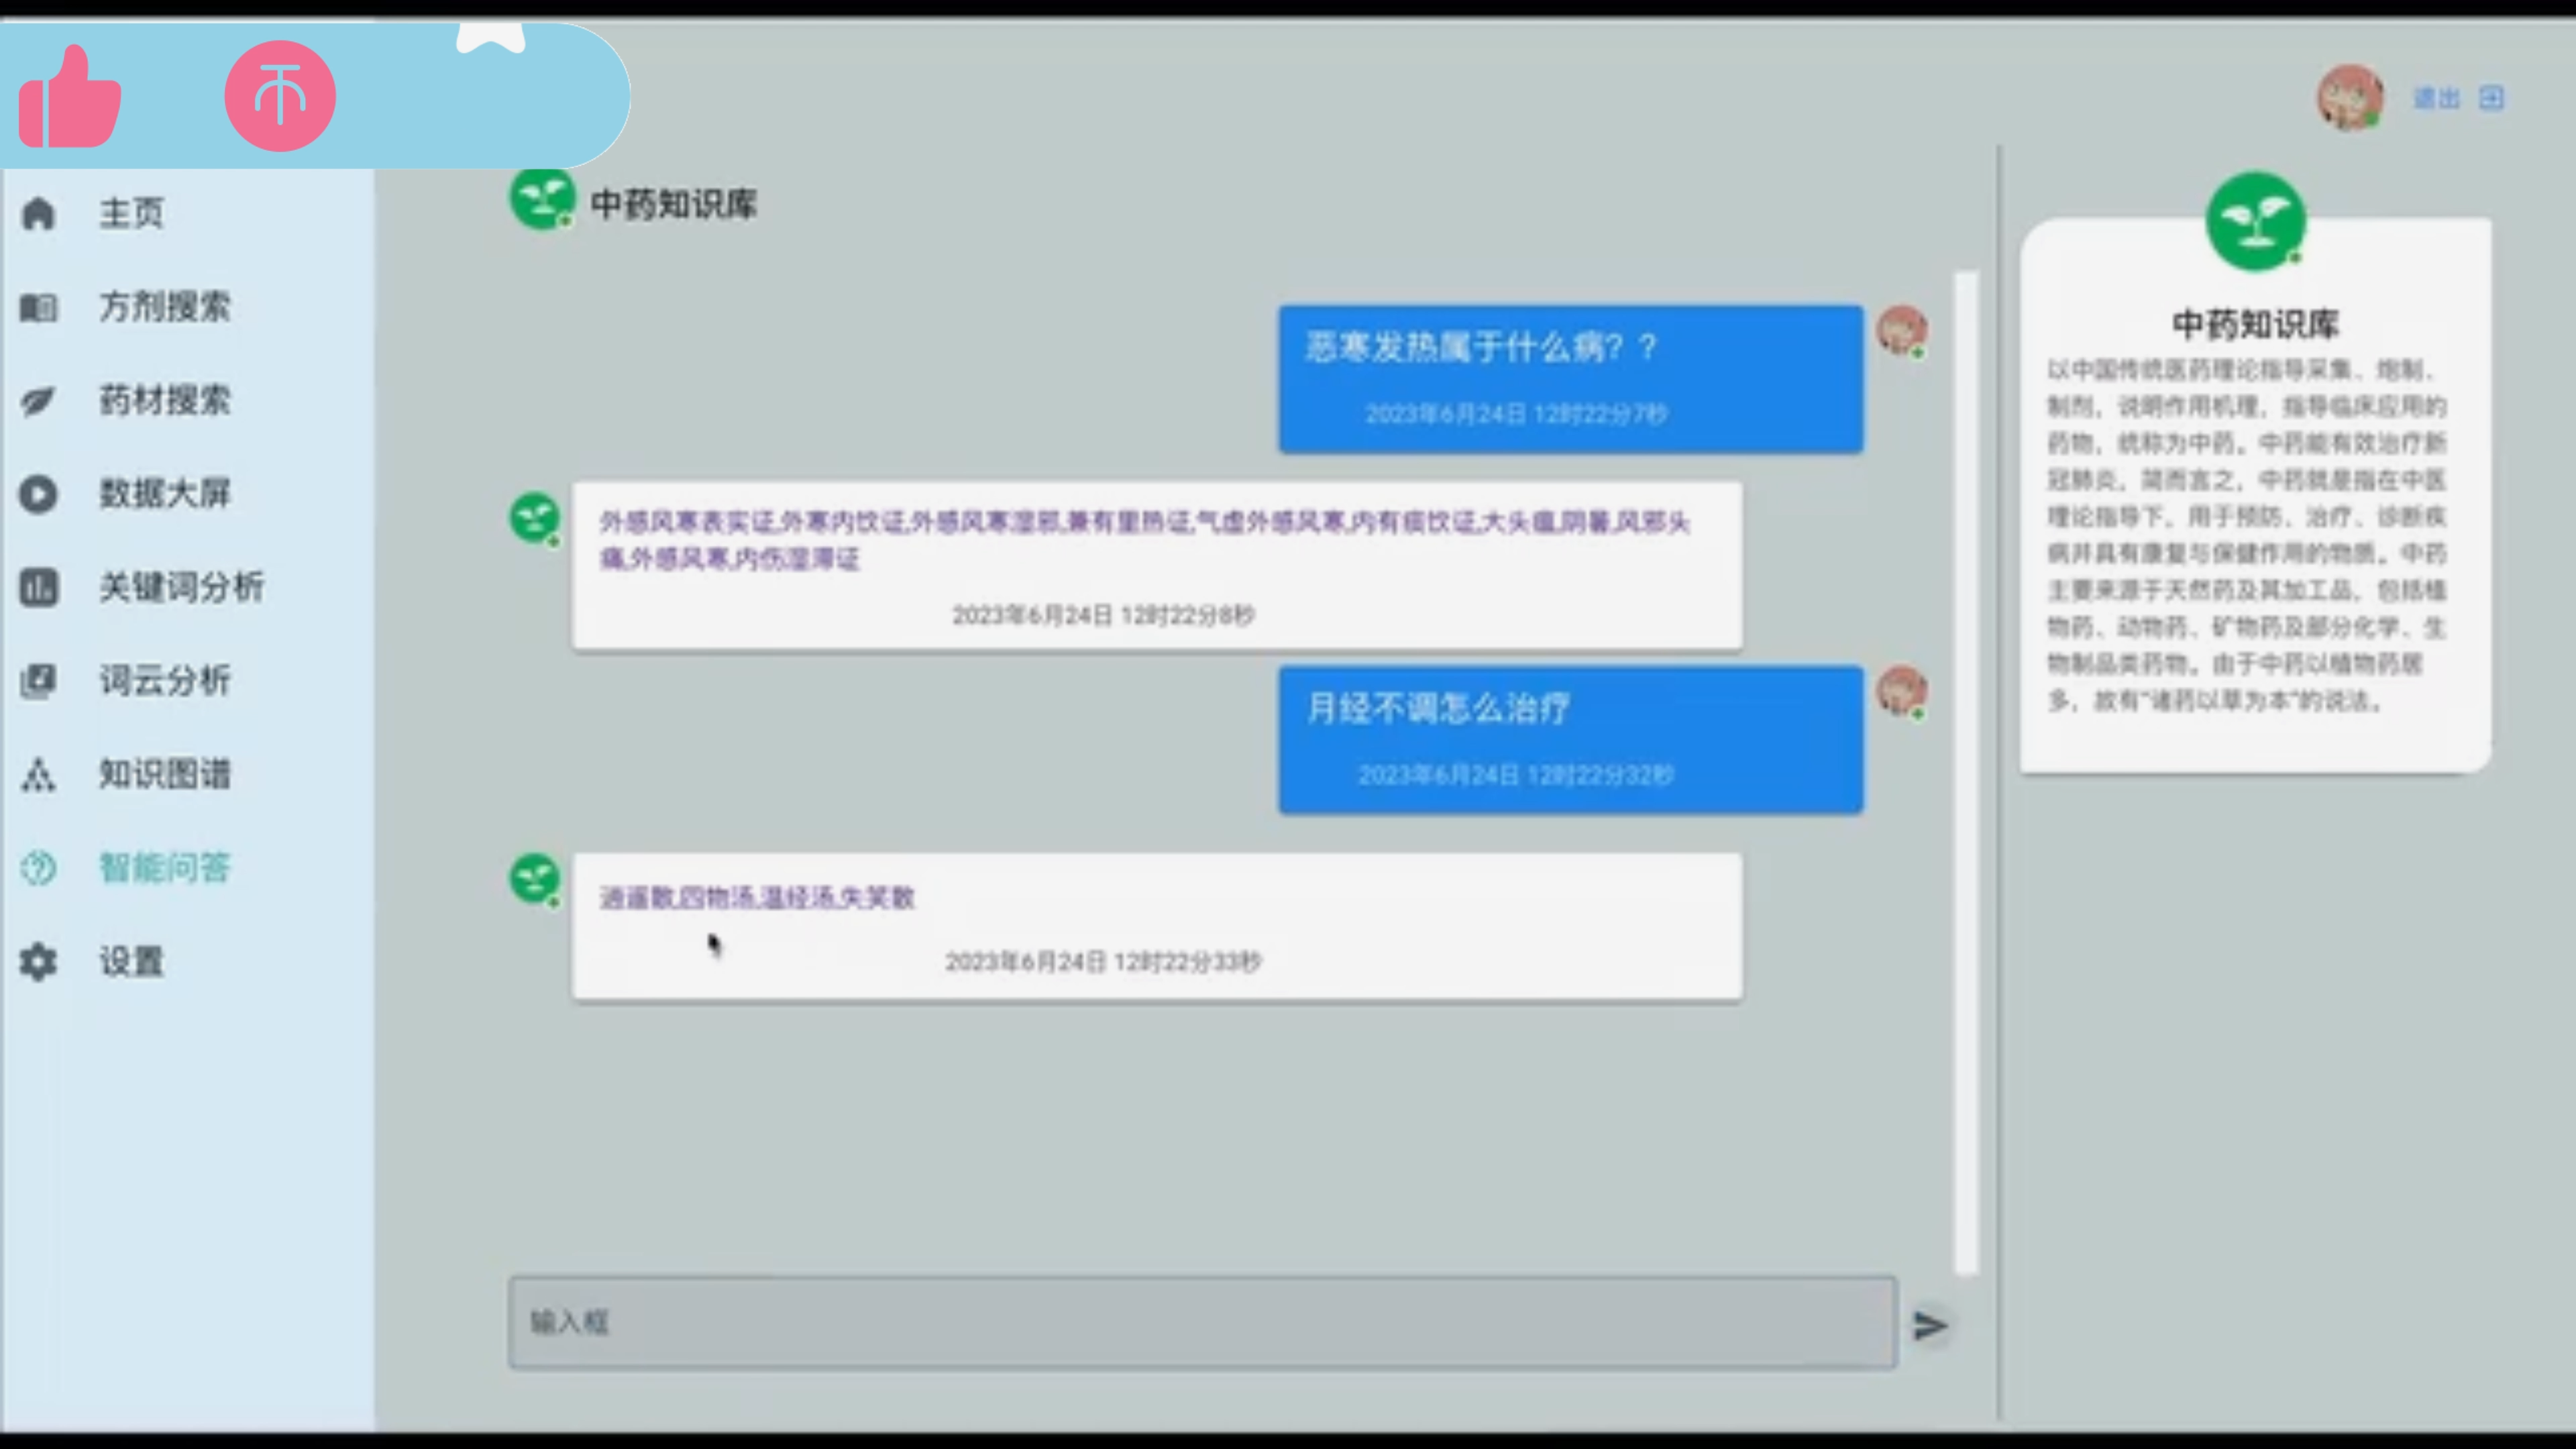 退出
主页
方剂搜索
药材搜索
数据大屏
关键词分析
词云分析
知识图谱
智能问答
设置
中药知识库
恶寒发热属于什么病？？
2023年6月24日 12时22分7秒
外感风寒表实证,外寒内饮证,外感风寒湿邪,兼有里热证,气虚外感风寒,内有痰饮证,大头瘟,阴暑,风邪头
痛,外感风寒,内伤湿滞证
2023年6月24日 12时22分8秒
月经不调怎么治疗
2023年6月24日 12时22分32秒
逍遥散,四物汤,温经汤,失笑散
2023年6月24日 12时22分33秒
输入框
中药知识库
以中国传统医药理论指导采集、炮制、
制剂，说明作用机理，指导临床应用的
药物，统称为中药。中药能有效治疗新
冠肺炎。简而言之，中药就是指在中医
理论指导下，用于预防、治疗、诊断疾
病并具有康复与保健作用的物质。中药
主要来源于天然药及其加工品，包括植
物药、动物药、矿物药及部分化学、生
物制品类药物。由于中药以植物药居
多，故有“诸药以草为本”的说法。